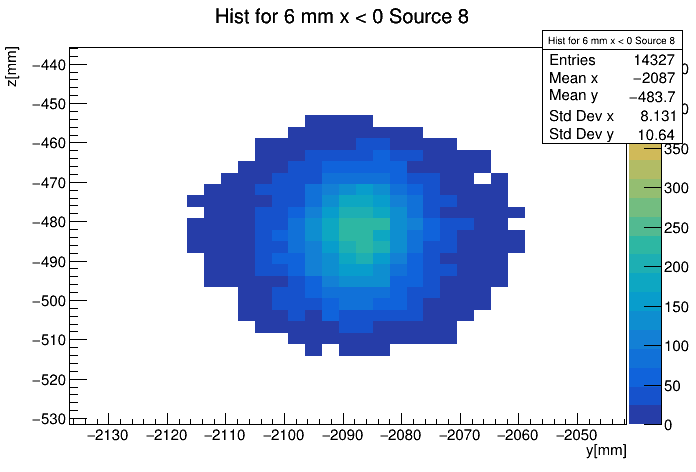 Hist for 6 mm x < 0 Source 8
z[mm]
Hist for 6 mm x < 0 Source 8
Entries 14327
Mean x −2087
Mean y −483.7
Std Dev x 8.131
Std Dev y 10.64
−440
−450
−460
−470
−480
−490
−500
−510
−520
−530
350
300
250
200
150
100
50
0
−2130 −2120 −2110 −2100 −2090 −2080 −2070 −2060 −2050
y[mm]